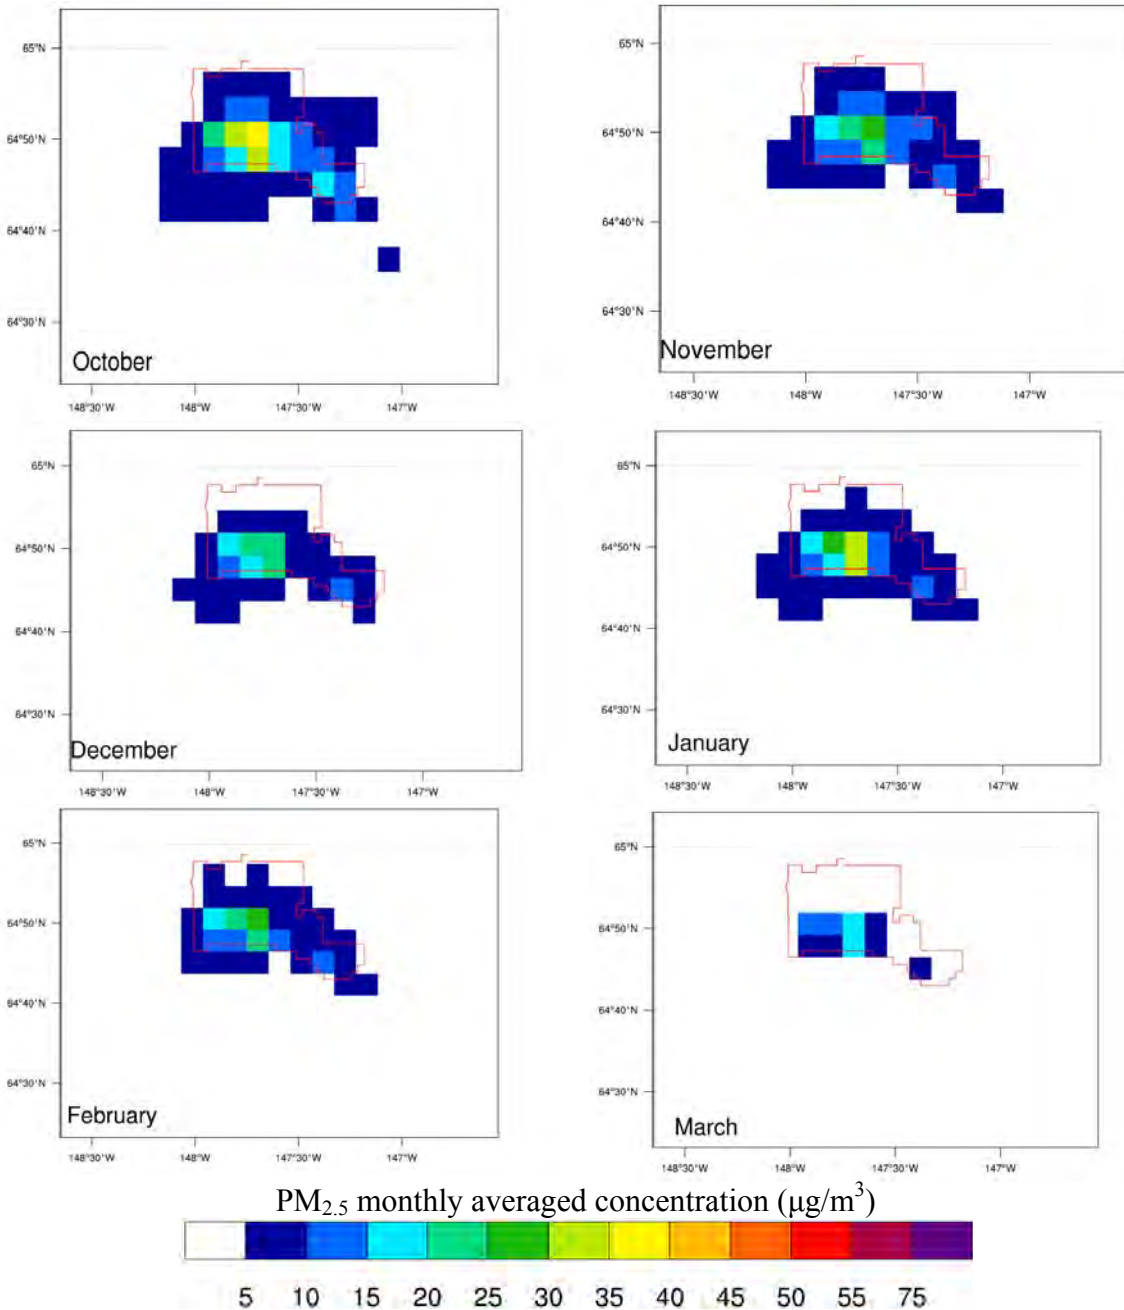 65°N
64°50'N
64°40'N
64°30'N
October
148°30'W 148°W 147°30'W 147°W
65°N
64°50'N
64°40'N
64°30'N
November
148°30'W 148°W 147°30'W 147°W
65°N
64°50'N
64°40'N
64°30'N
December
148°30'W 148°W 147°30'W 147°W
65°N
64°50'N
64°40'N
64°30'N
January
148°30'W 148°W 147°30'W 147°W
65°N
64°50'N
64°40'N
64°30'N
February
148°30'W 148°W 147°30'W 147°W
65°N
64°50'N
64°40'N
64°30'N
March
148°30'W 148°W 147°30'W 147°W
PM2.5 monthly averaged concentration (μg/m³)
5 10 15 20 25 30 35 40 45 50 55 75